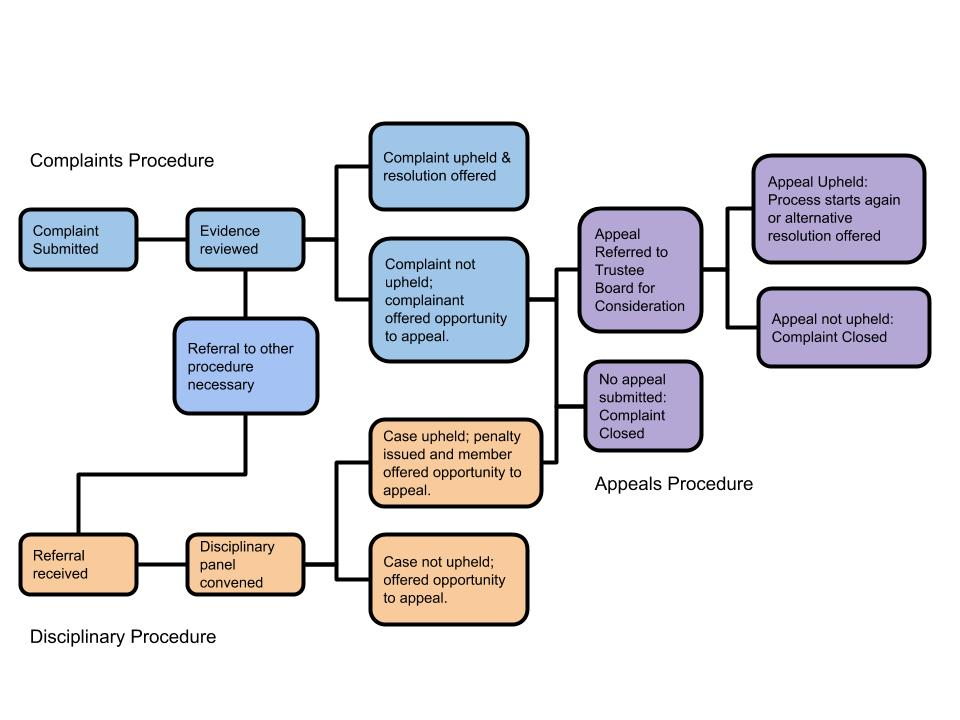 Complaints Procedure
Complaint
Submitted
Evidence
reviewed
Complaint upheld &
resolution offered
Complaint not
upheld;
complainant
offered opportunity
to appeal.
Referral to other
procedure
necessary
Appeal
Referred to
Trustee
Board for
Consideration
Appeal Upheld:
Process starts again
or alternative
resolution offered
Appeal not upheld:
Complaint Closed
No appeal
submitted:
Complaint
Closed
Appeals Procedure
Case upheld; penalty
issued and member
offered opportunity to
appeal.
Referral
received
Disciplinary
panel
convened
Case not upheld;
offered opportunity
to appeal.
Disciplinary Procedure